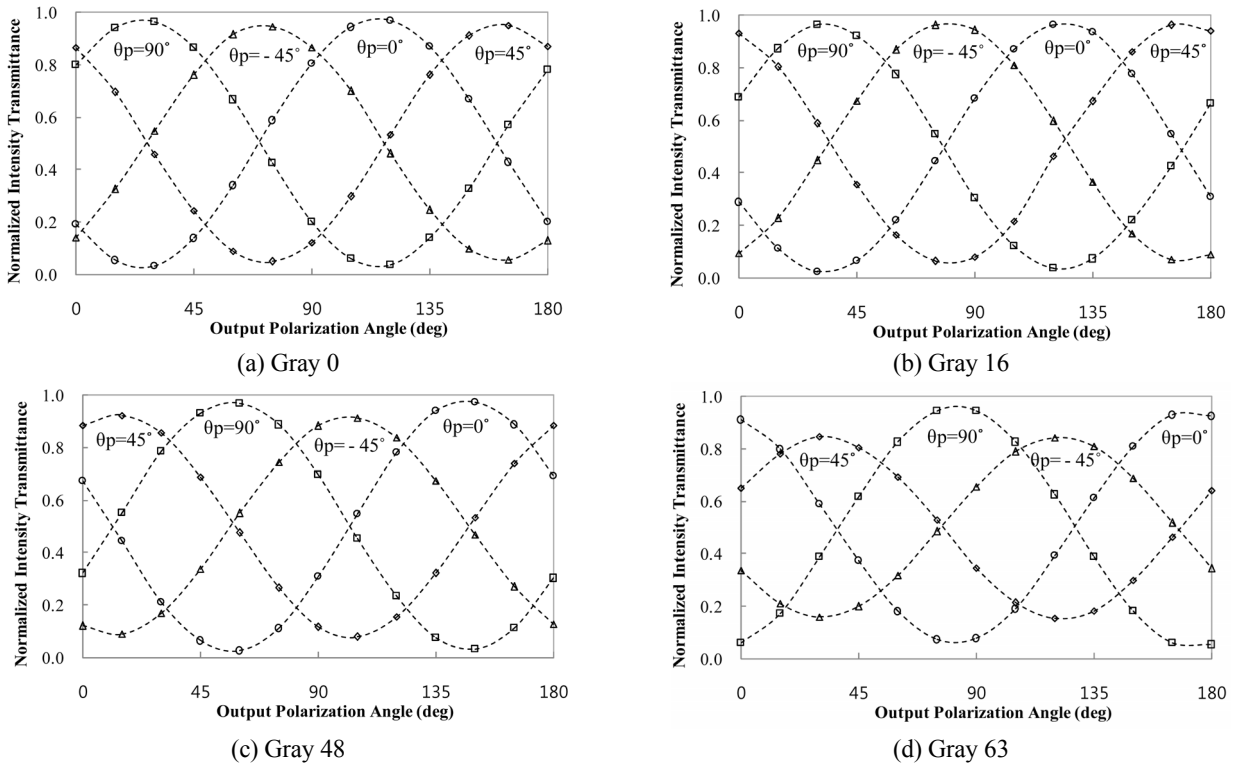 Normalized Intensity Transmittance
1.0
0.8
0.6
0.4
0.2
0.0
θp=90°
θp= - 45°
θp=0°
θp=45°
0 45 90 135 180
Output Polarization Angle (deg)
(a) Gray 0
Normalized Intensity Transmittance
1.0
0.8
0.6
0.4
0.2
0.0
θp=90°
θp= - 45°
θp=0°
θp=45°
0 45 90 135 180
Output Polarization Angle (deg)
(b) Gray 16
Normalized Intensity Transmittance
1.0
0.8
0.6
0.4
0.2
0.0
θp=45°
θp=90°
θp= - 45°
θp=0°
0 45 90 135 180
Output Polarization Angle (deg)
(c) Gray 48
Normalized Intensity Transmittance
1.0
0.8
0.6
0.4
0.2
0.0
θp=45°
θp=90°
θp= - 45°
θp=0°
0 45 90 135 180
Output Polarization Angle (deg)
(d) Gray 63